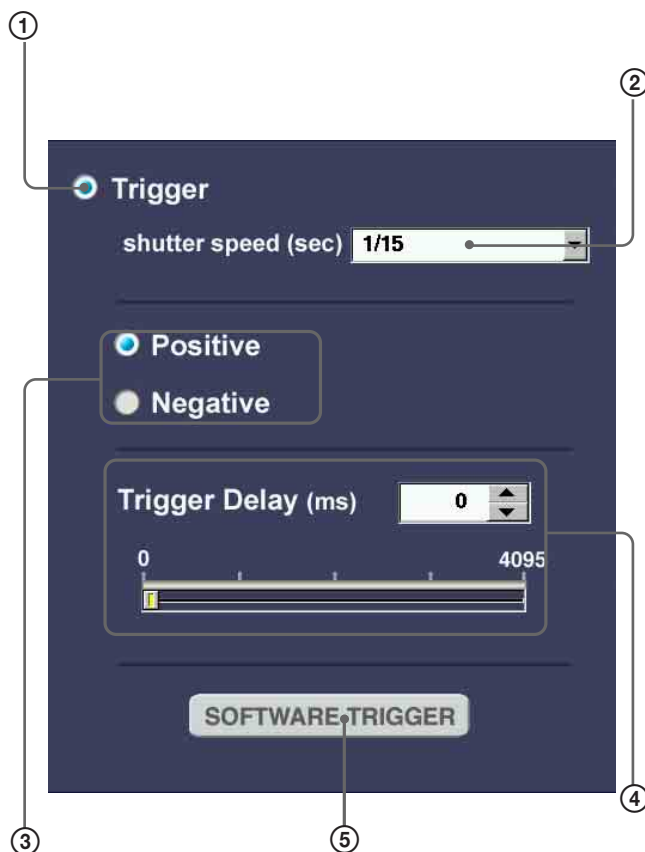 ①
②
Trigger
shutter speed (sec) 1/15
Positive
③ Negative
Trigger Delay (ms) 0
④
0 4095
SOFTWARE TRIGGER
⑤